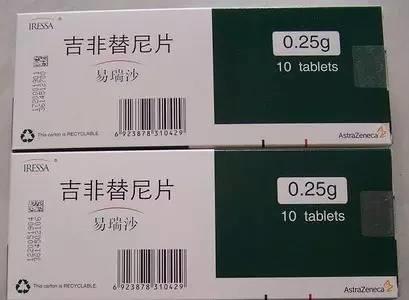 IRESSA®
吉非替尼片
易瑞沙
0.25g
10 tablets
This carton is RECYCLABLE.
6 923878 310429
AstraZeneca
IRESSA®
吉非替尼片
易瑞沙
0.25g
10 tablets
This carton is RECYCLABLE.
6 923878 310429
AstraZeneca